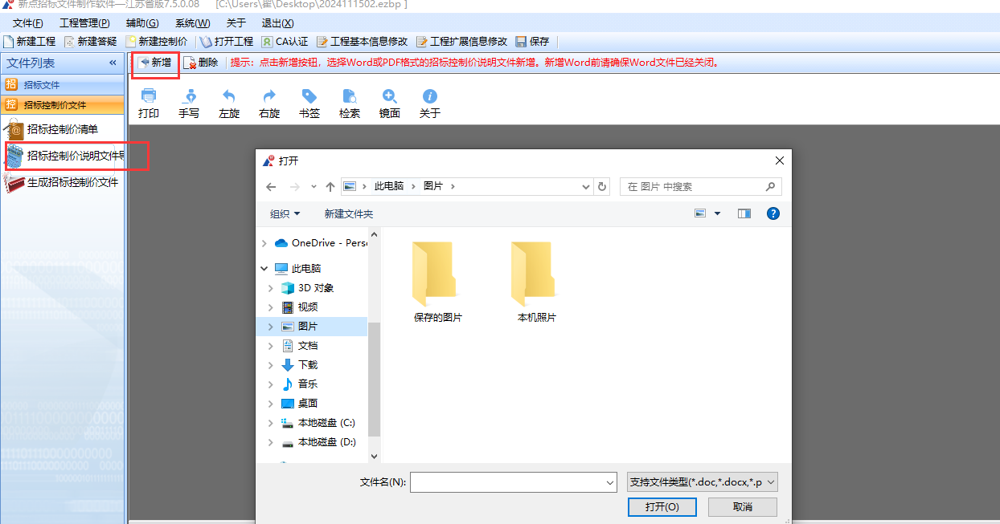 新点招标文件制作软件—江苏省版7.5.0.08 [C:\Users\崔\Desktop\2024111502.ezbp ]
文件(F) 工程管理(P) 辅助(G) 系统(W) 关于 退出(X)
新建工程 新建答疑 新建控制价 打开工程 CA认证 工程基本信息修改 工程扩展信息修改 保存
文件列表 «
新增 删除 提示：点击新增按钮，选择Word或PDF格式的招标控制价说明文件新增。新增Word前请确保Word文件已经关闭。
招 招标文件
控 招标控制价文件
招标控制价清单
招标控制价说明文件导
生成招标控制价文件
打印 手写 左旋 右旋 书签 检索 镜面 关于
打开
此电脑 图片
在 图片 中搜索
组织 新建文件夹
OneDrive - Perso
此电脑
3D 对象
视频
图片
文档
下载
音乐
桌面
本地磁盘 (C:)
本地磁盘 (D:)
保存的图片 本机照片
文件名(N):
支持文件类型(*.doc,*.docx,*.p
打开(O) 取消